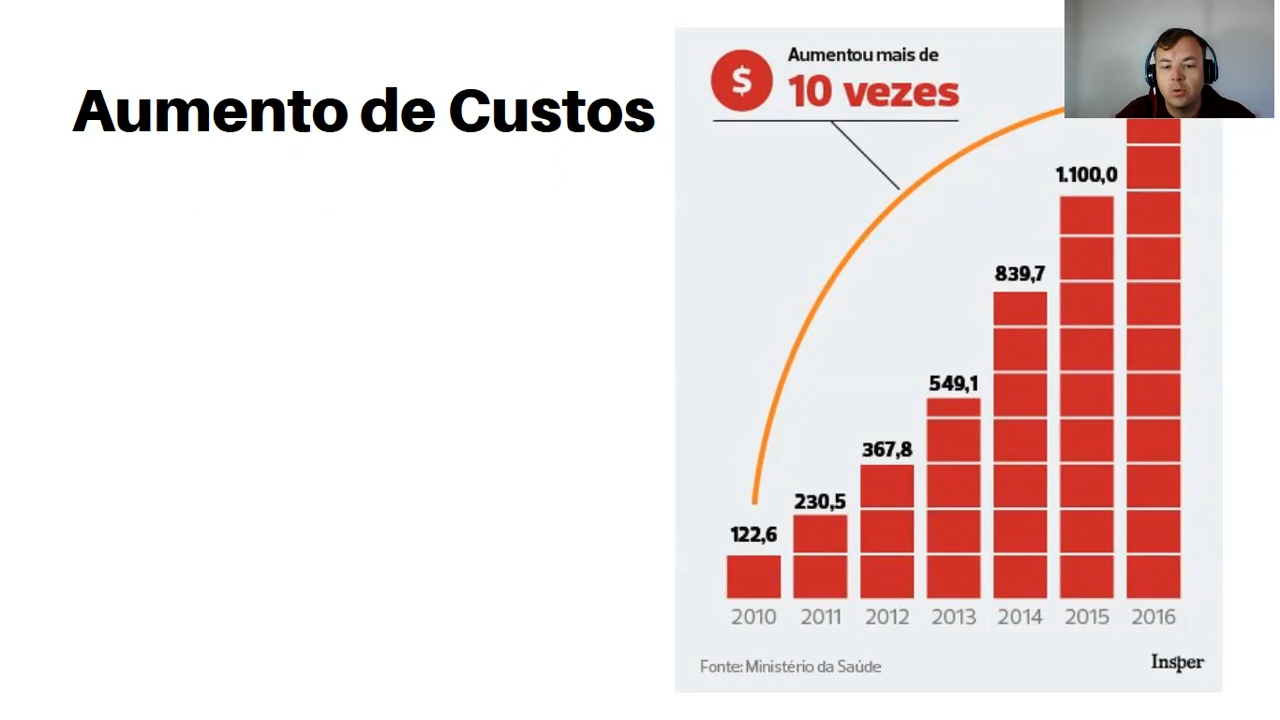 Aumento de Custos
$
Aumentou mais de
10 vezes
1.100,0
839,7
549,1
367,8
230,5
122,6
2010 2011 2012 2013 2014 2015 2016
Fonte: Ministério da Saúde
Insper